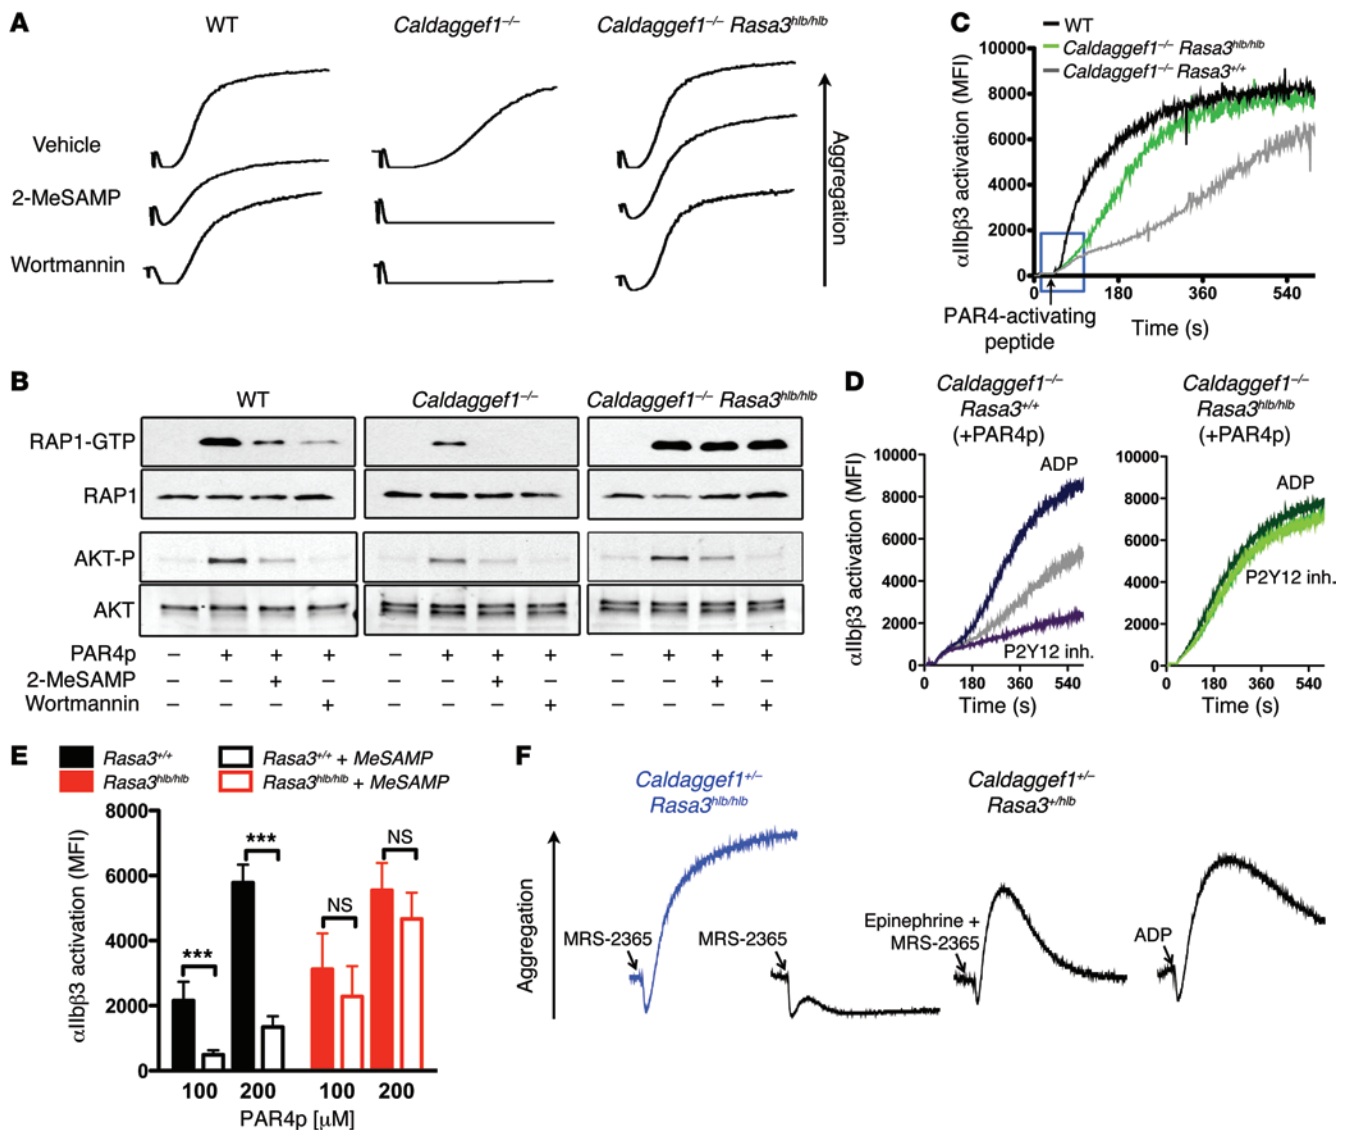 A
WT
Caldaggef1–/–
Caldaggef1–/– Rasa3hlb/hlb
Vehicle
2-MeSAMP
Wortmannin
Aggregation
B
WT
Caldaggef1–/–
Caldaggef1–/– Rasa3hlb/hlb
RAP1-GTP
RAP1
AKT-P
AKT
PAR4p – + + + – + + + – + + +
2-MeSAMP – – + – – + – – +
Wortmannin – – + – – + – – +
C
WT
Caldaggef1–/– Rasa3hlb/hlb
Caldaggef1–/– Rasa3+/+
αIIbβ3 activation (MFI)
10000
8000
6000
4000
2000
0
0 180 360 540
PAR4-activating
peptide
Time (s)
D
Caldaggef1–/–
Rasa3+/+
(+PAR4p)
αIIbβ3 activation (MFI)
10000
8000
6000
4000
2000
0
ADP
P2Y12 inh.
0 180 360 540
Time (s)
Caldaggef1–/–
Rasa3hlb/hlb
(+PAR4p)
10000
8000
6000
4000
2000
0
ADP
P2Y12 inh.
0 180 360 540
Time (s)
E
Rasa3+/+
Rasa3+/+ + MeSAMP
Rasa3hlb/hlb
Rasa3hlb/hlb + MeSAMP
αIIbβ3 activation (MFI)
8000
6000
4000
2000
0
***
***
NS
NS
100 200 100 200
PAR4p [μM]
F
Caldaggef1+/–
Rasa3hlb/hlb
Caldaggef1+/–
Rasa3+/hlb
Aggregation
MRS-2365
MRS-2365
Epinephrine +
MRS-2365
ADP